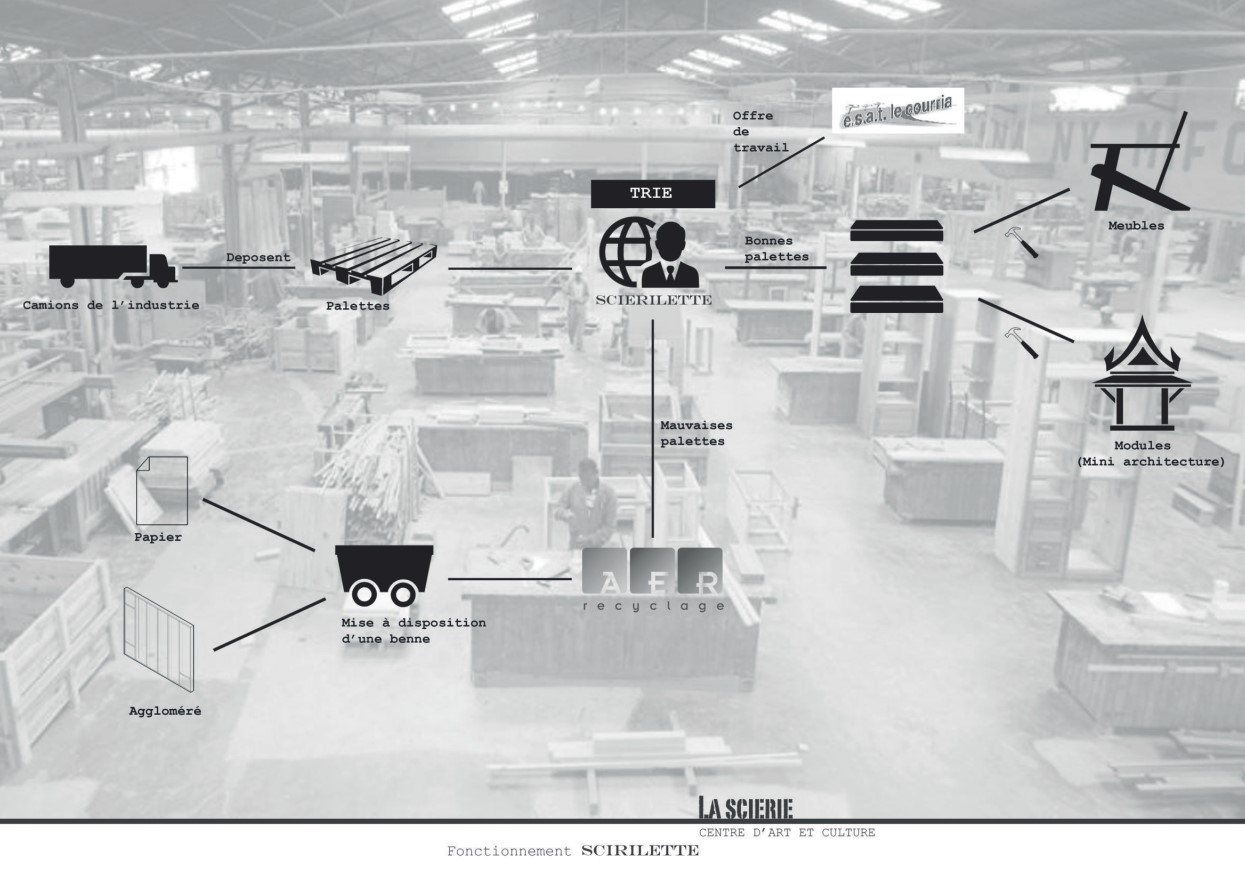 Offre
de
travail
e.s.a.t. le courria
TRIE
Deposent
Camions de l'industrie
Palettes
SCIERILETTE
Bonnes
palettes
Meubles
Modules
(Mini architecture)
Mauvaises
palettes
Papier
Aggloméré
Mise à disposition
d'une benne
AER
recyclage
LA SCIERIE
CENTRE D'ART ET CULTURE
Fonctionnement SCIRILETTE